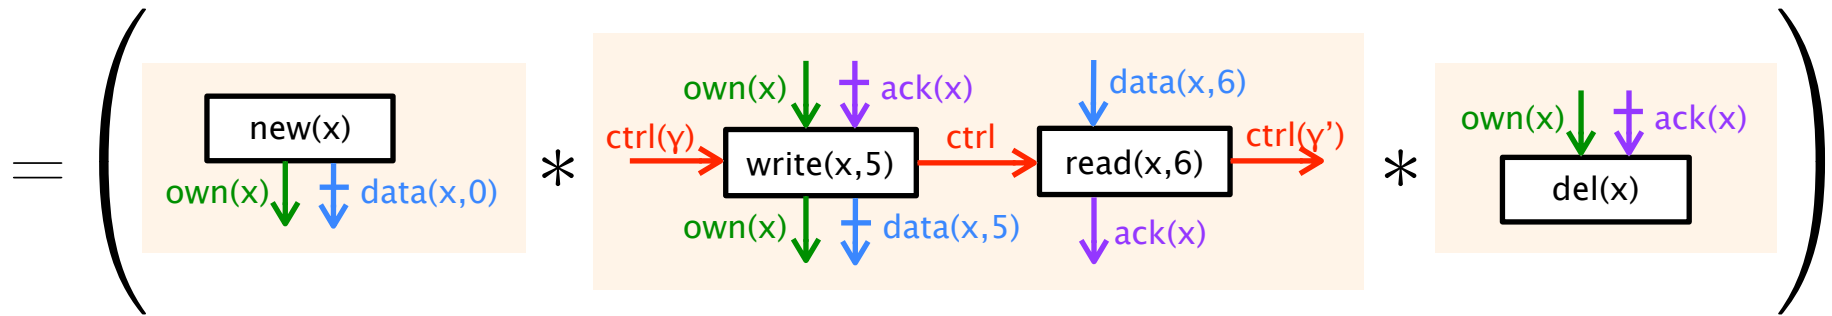 = ( new(x) own(x) data(x,0) * own(x) ack(x) ctrl(γ) write(x,5) own(x) data(x,5) ctrl data(x,6) read(x,6) ack(x) ctrl(γ’) * own(x) ack(x) del(x) )